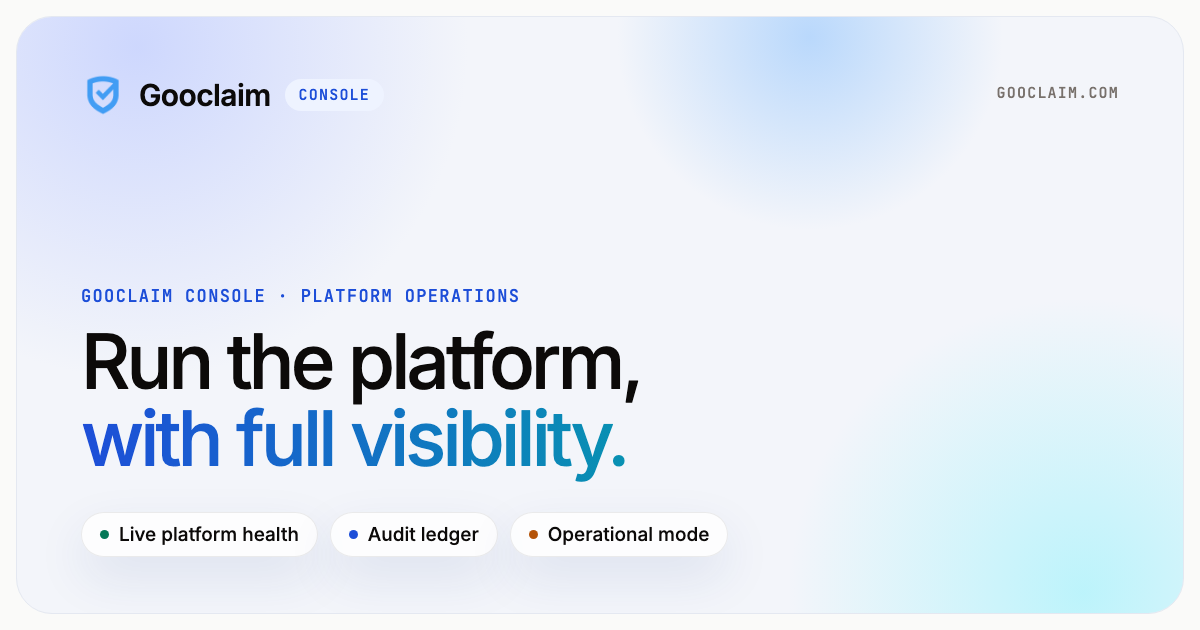 Gooclaim
CONSOLE
GOOCLAIM.COM
GOOCLAIM CONSOLE · PLATFORM OPERATIONS
Run the platform,
with full visibility.
Live platform health
Audit ledger
Operational mode